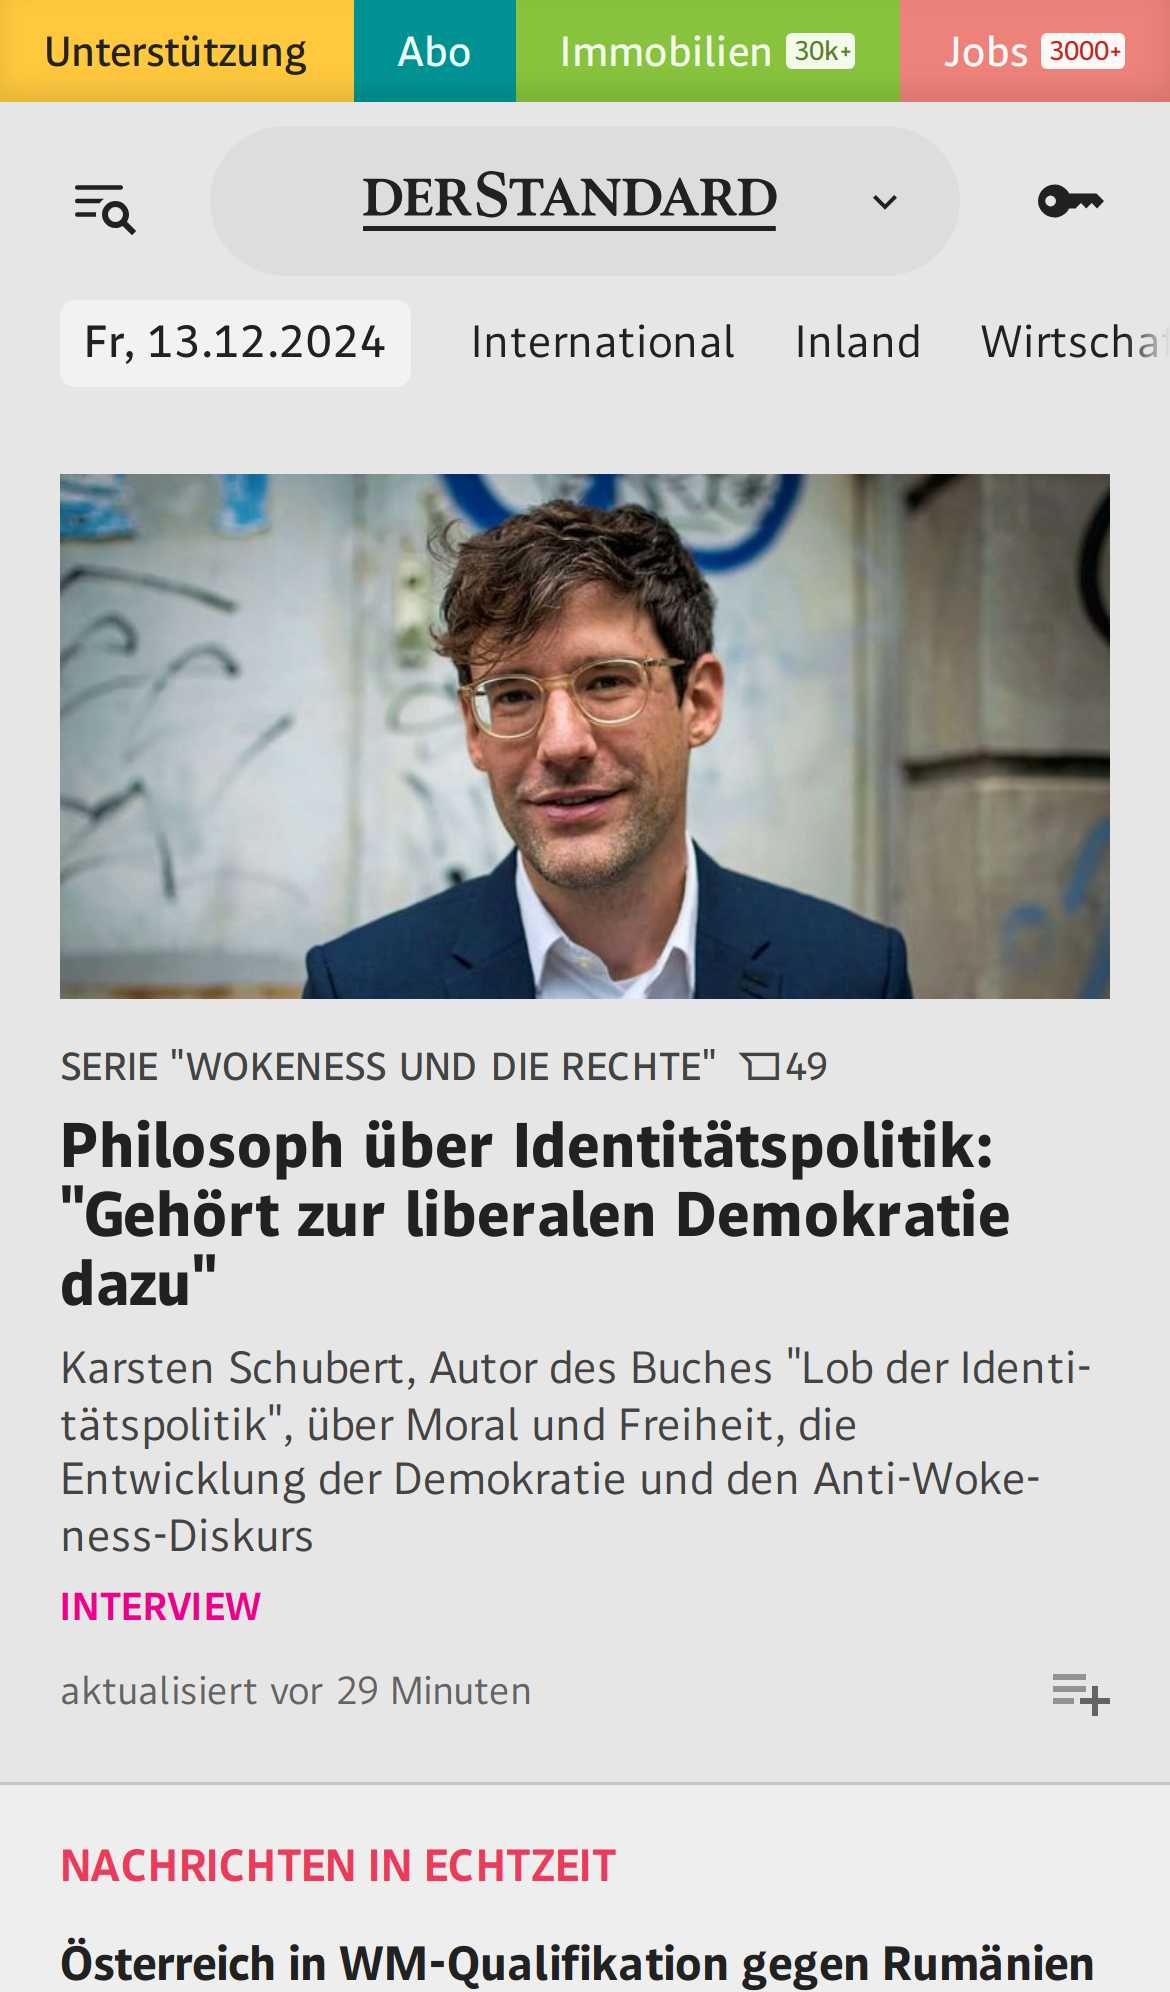 Unterstützung Abo Immobilien 30k+ Jobs 3000+
DERSTANDARD
Fr, 13.12.2024 International Inland Wirtscha
SERIE "WOKENESS UND DIE RECHTE" 49
Philosoph über Identitätspolitik:
"Gehört zur liberalen Demokratie
dazu"
Karsten Schubert, Autor des Buches "Lob der Identi-
tätspolitik", über Moral und Freiheit, die
Entwicklung der Demokratie und den Anti-Woke-
ness-Diskurs
INTERVIEW
aktualisiert vor 29 Minuten
NACHRICHTEN IN ECHTZEIT
Österreich in WM-Qualifikation gegen Rumänien